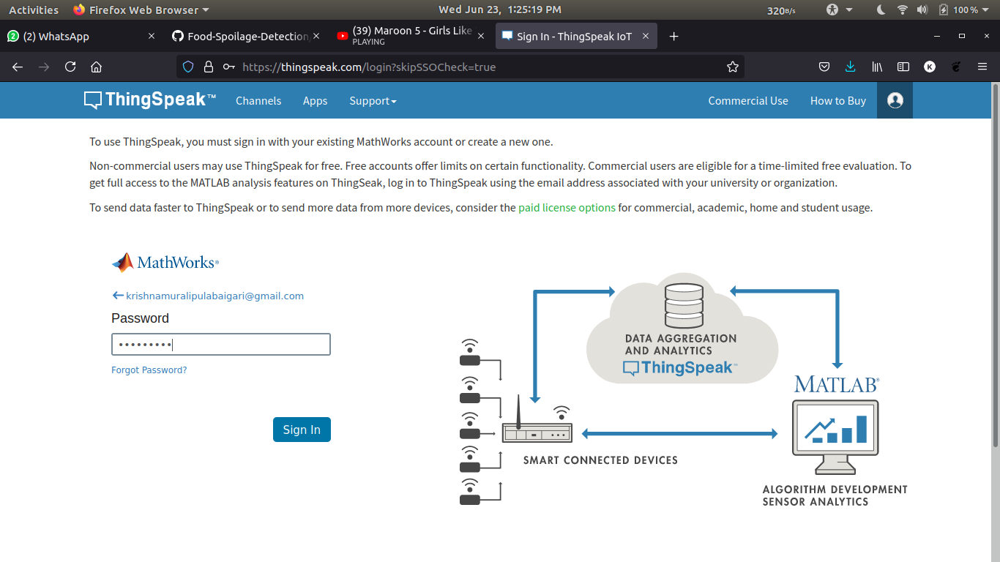 Activities Firefox Web Browser Wed Jun 23, 1:25:19 PM 320B/s 100 %
2 (2) WhatsApp × Food-Spoilage-Detection × (39) Maroon 5 - Girls Like × Sign In - ThingSpeak IoT × +
PLAYING
https://thingspeak.com/login?skipSSOCheck=true K
ThingSpeak™ Channels Apps Support Commercial Use How to Buy
To use ThingSpeak, you must sign in with your existing MathWorks account or create a new one.
Non-commercial users may use ThingSpeak for free. Free accounts offer limits on certain functionality. Commercial users are eligible for a time-limited free evaluation. To
get full access to the MATLAB analysis features on ThingSeak, log in to ThingSpeak using the email address associated with your university or organization.
To send data faster to ThingSpeak or to send more data from more devices, consider the paid license options for commercial, academic, home and student usage.
MathWorks®
krishnamuralipulabaigari@gmail.com
Password
•••••••••
Forgot Password?
Sign In
DATA AGGREGATION
AND ANALYTICS
ThingSpeak™
MATLAB®
SMART CONNECTED DEVICES
ALGORITHM DEVELOPMENT
SENSOR ANALYTICS